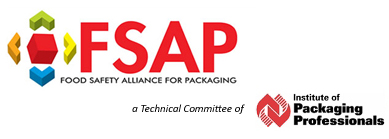 FSAP
FOOD SAFETY ALLIANCE FOR PACKAGING
a Technical Committee of
Institute of
Packaging
Professionals